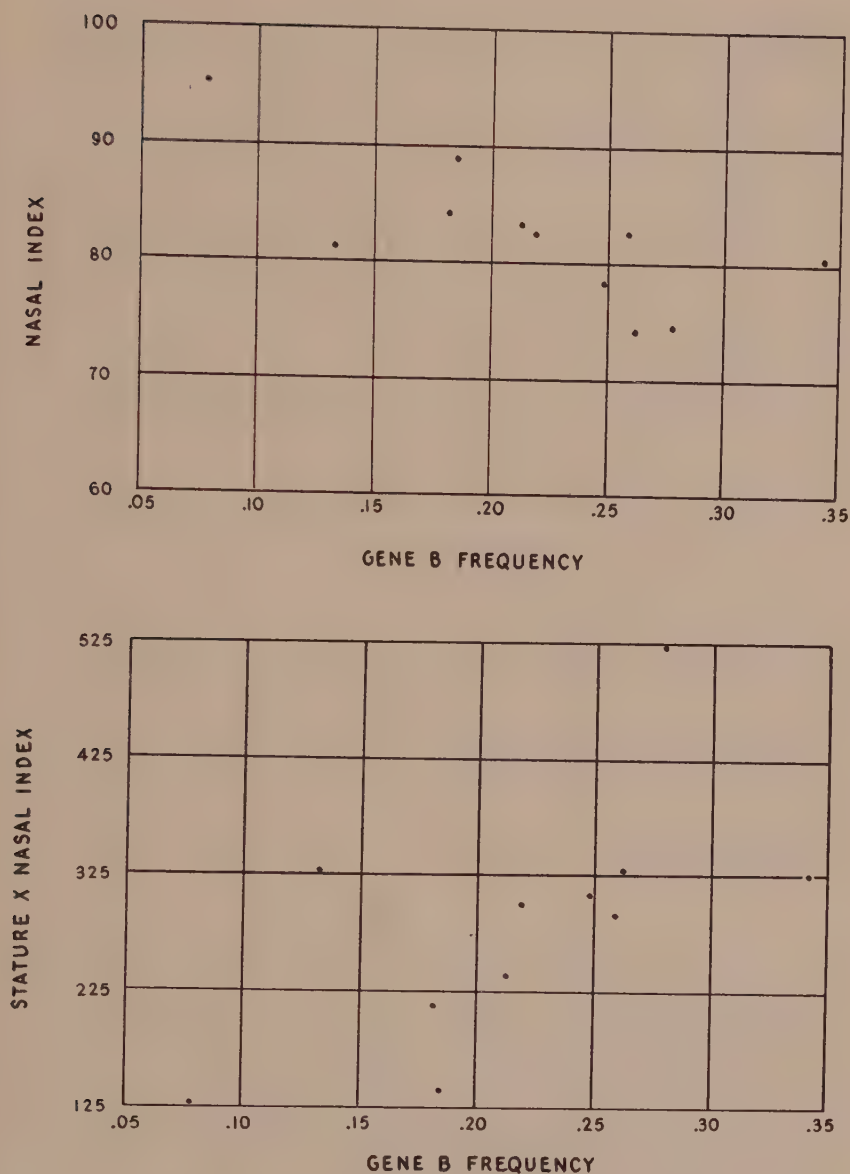 100
90
80
70
60
NASAL INDEX
.05 .10 .15 .20 .25 .30 .35
GENE B FREQUENCY
525
425
325
225
125
STATURE X NASAL INDEX
.05 .10 .15 .20 .25 .30 .35
GENE B FREQUENCY